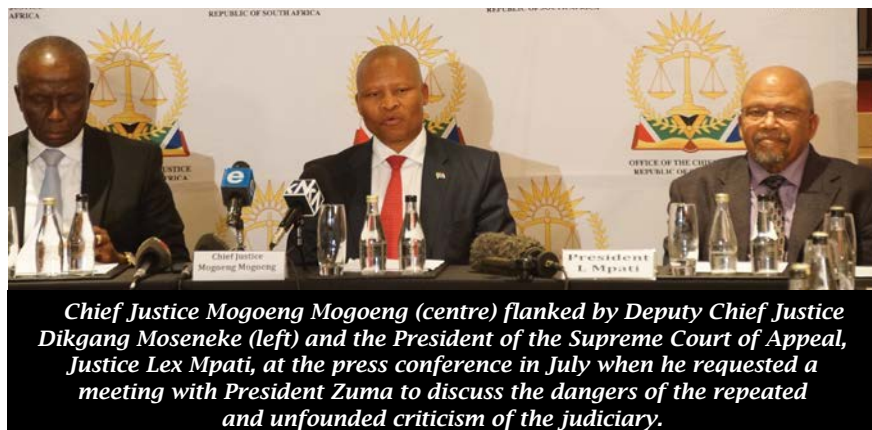 AFRICA
REPUBLIC OF SOUTH AFRICA
REPUBLIC OF SOUTH AFRICA
JUSTICE
OFFICE OF THE
REPUBLIC OF
e
Chief Justice
Mogoeng Mogoeng
President
L Mpati
Chief Justice Mogoeng Mogoeng (centre) flanked by Deputy Chief Justice
Dikgang Moseneke (left) and the President of the Supreme Court of Appeal,
Justice Lex Mpati, at the press conference in July when he requested a
meeting with President Zuma to discuss the dangers of the repeated
and unfounded criticism of the judiciary.